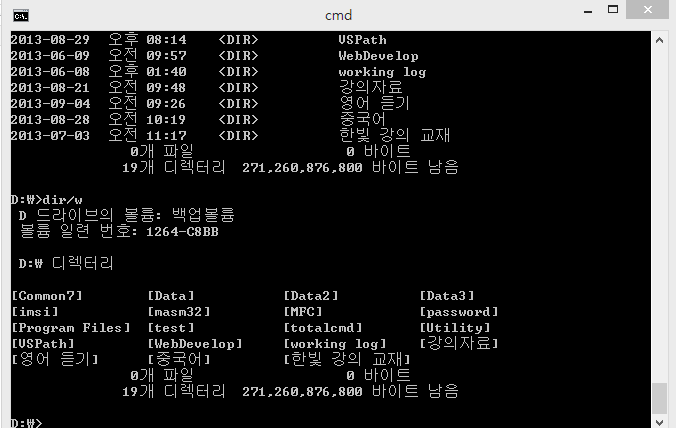 cmd
2013-08-29 오후 08:14 <DIR> VSPath
2013-06-09 오전 09:57 <DIR> WebDevelop
2013-06-08 오후 01:40 <DIR> working log
2013-08-21 오전 09:48 <DIR> 강의자료
2013-09-04 오전 09:26 <DIR> 영어 듣기
2013-08-28 오전 10:19 <DIR> 중국어
2013-07-03 오전 11:17 <DIR> 한빛 강의 교재
0개 파일 0 바이트
19개 디렉터리 271,260,876,800 바이트 남음
D:₩>dir/w
D 드라이브의 볼륨: 백업볼륨
볼륨 일련 번호: 1264-C8BB
D:₩ 디렉터리
[Common7] [Data] [Data2] [Data3]
[imsi] [masm32] [MFC] [password]
[Program Files] [test] [totalcmd] [Utility]
[VSPath] [WebDevelop] [working log] [강의자료]
[영어 듣기] [중국어] [한빛 강의 교재]
0개 파일 0 바이트
19개 디렉터리 271,260,876,800 바이트 남음
D:₩>